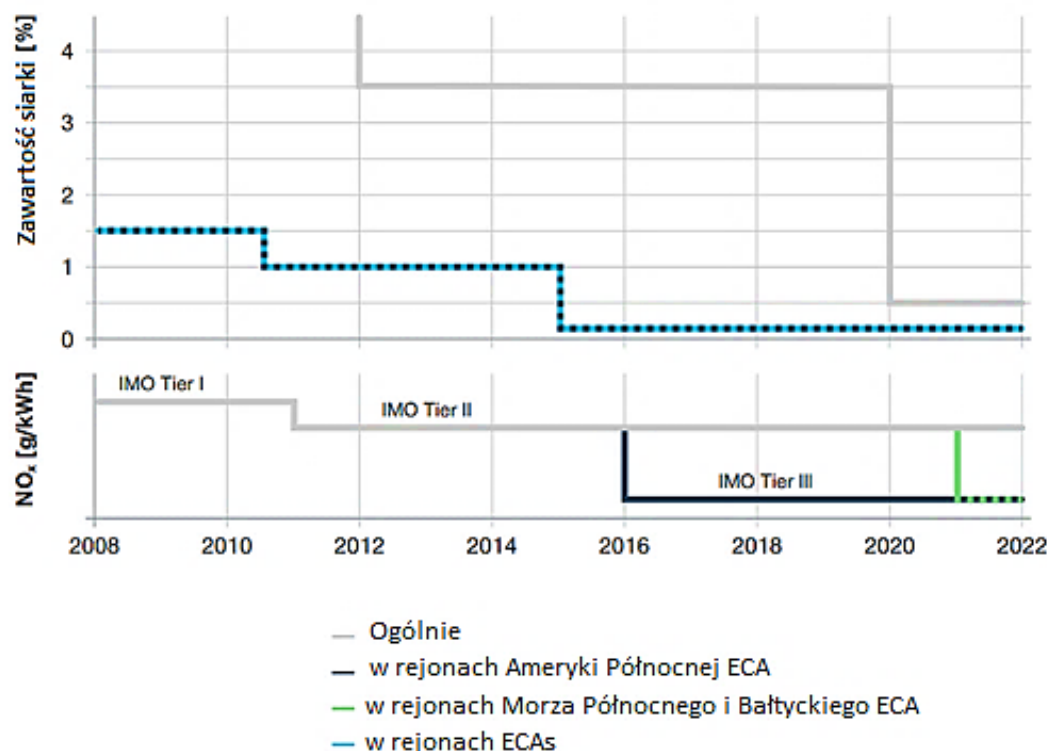 Zawartość siarki [%]
4
3
2
1
0
NOₓ [g/kWh]
IMO Tier I
IMO Tier II
IMO Tier III
2008 2010 2012 2014 2016 2018 2020 2022
Ogólnie
w rejonach Ameryki Północnej ECA
w rejonach Morza Północnego i Bałtyckiego ECA
w rejonach ECAs